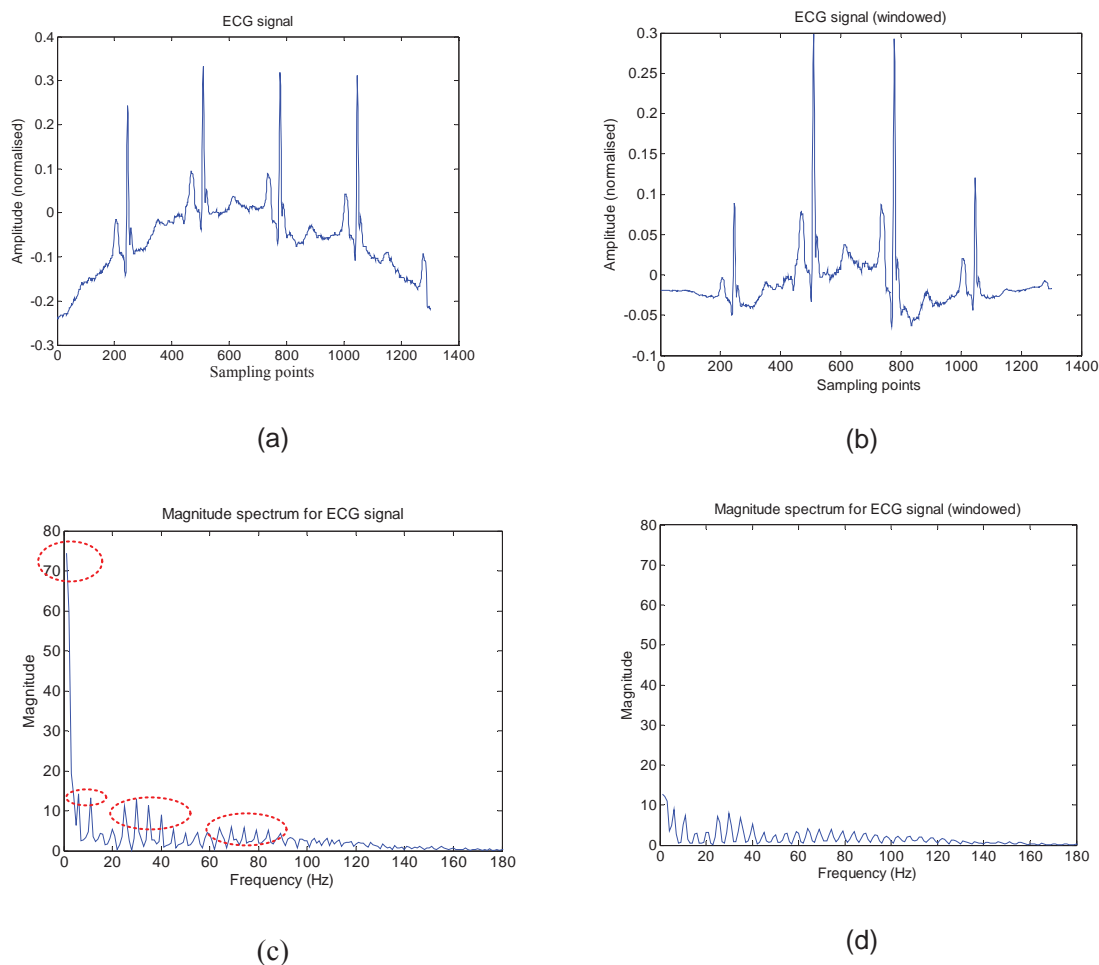 ECG signal
0.4
0.3
0.2
0.1
0
-0.1
-0.2
-0.3
Amplitude (normalised)
0 200 400 600 800 1000 1200 1400
Sampling points
(a)
ECG signal (windowed)
0.3
0.25
0.2
0.15
0.1
0.05
0
-0.05
-0.1
Amplitude (normalised)
0 200 400 600 800 1000 1200 1400
Sampling points
(b)
Magnitude spectrum for ECG signal
80
70
60
50
40
30
20
10
0
Magnitude
0 20 40 60 80 100 120 140 160 180
Frequency (Hz)
(c)
Magnitude spectrum for ECG signal (windowed)
80
70
60
50
40
30
20
10
0
Magnitude
0 20 40 60 80 100 120 140 160 180
Frequency (Hz)
(d)